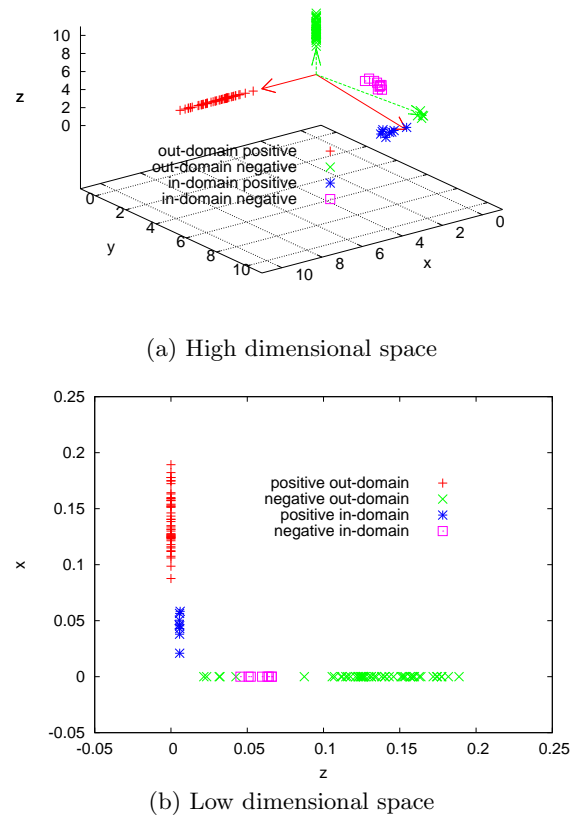 10
8
6
4
2
0
z
out-domain positive
out-domain negative
in-domain positive
in-domain negative
0
2
4
6
8
10
y
10
8
6
4
2
0
x
(a) High dimensional space
0.25
0.2
0.15
0.1
0.05
0
-0.05
x
positive out-domain
negative out-domain
positive in-domain
negative in-domain
-0.05 0 0.05 0.1 0.15 0.2 0.25
z
(b) Low dimensional space